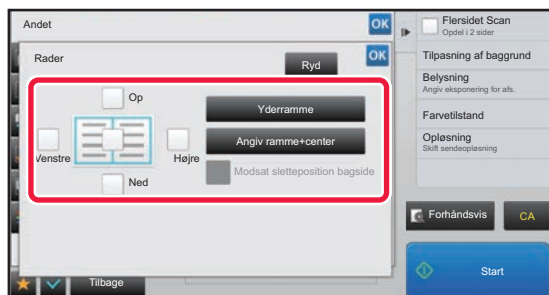 Andet
OK
Rader
Ryd
OK
Op
Venstre
Højre
Ned
Yderramme
Angiv ramme+center
Modsat sletteposition bagside
Tilbage
Flersidet Scan
Opdel i 2 sider
Tilpasning af baggrund
Belysning
Angiv eksponering for afs.
Farvetilstand
Opløsning
Skift sendeopløsning
Forhåndsvis
CA
Start